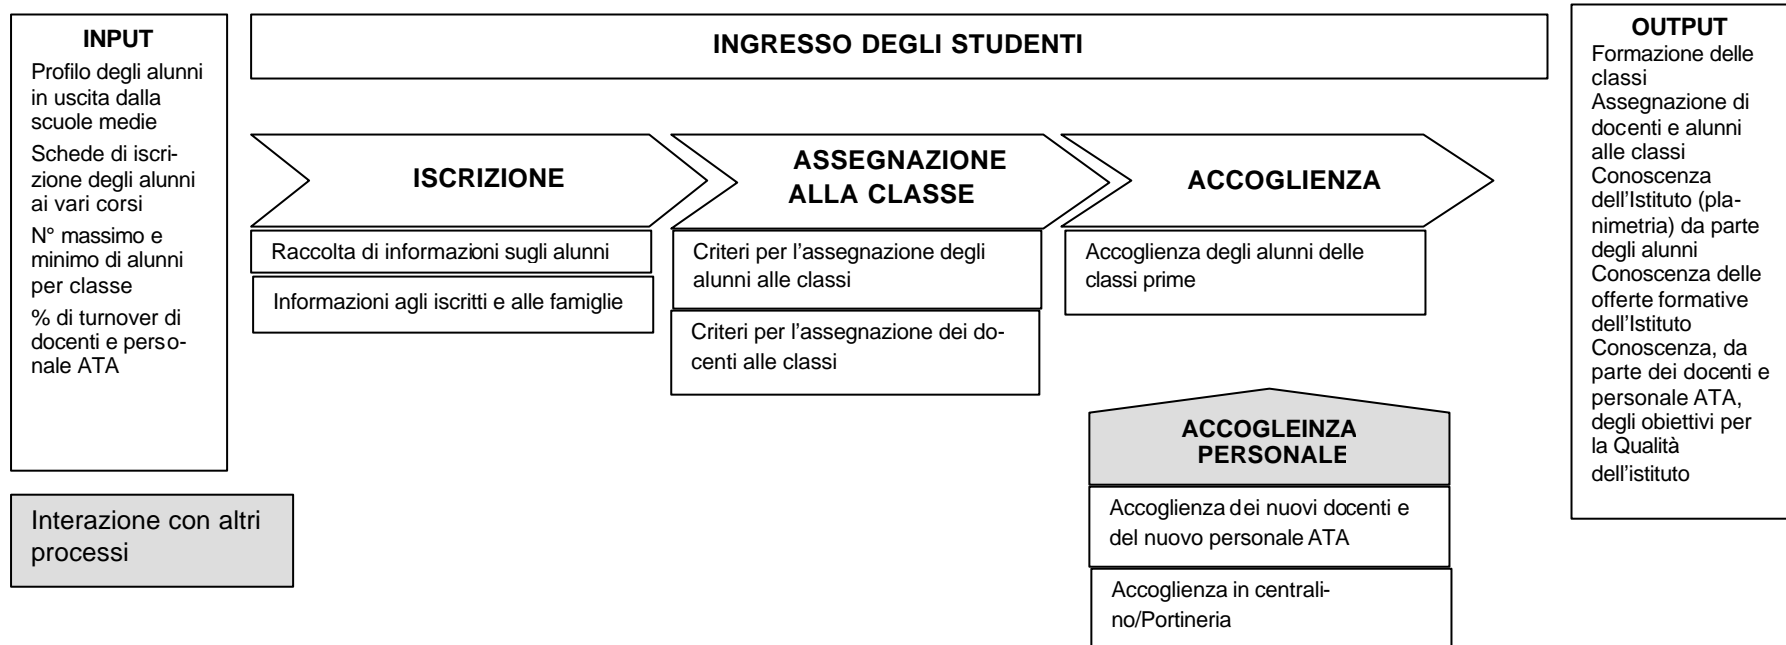 INPUT
Profilo degli alunni
in uscita dalla
scuole medie
Schede di iscri-
zione degli alunni
ai vari corsi
N° massimo e
minimo di alunni
per classe
% di turnover di
docenti e perso-
nale ATA
Interazione con altri
processi
INGRESSO DEGLI STUDENTI
ISCRIZIONE
Raccolta di informazioni sugli alunni
Informazioni agli iscritti e alle famiglie
ASSEGNAZIONE
ALLA CLASSE
Criteri per l'assegnazione degli
alunni alle classi
Criteri per l'assegnazione dei do-
centi alle classi
ACCOGLIENZA
Accoglienza degli alunni delle
classi prime
ACCOGLEINZA
PERSONALE
Accoglienza dei nuovi docenti e
del nuovo personale ATA
Accoglienza in centrali-
no/Portineria
OUTPUT
Formazione delle
classi
Assegnazione di
docenti e alunni
alle classi
Conoscenza
dell'Istituto (pla-
nimetria) da parte
degli alunni
Conoscenza delle
offerte formative
dell'Istituto
Conoscenza, da
parte dei docenti e
personale ATA,
degli obiettivi per
la Qualità
dell'istituto